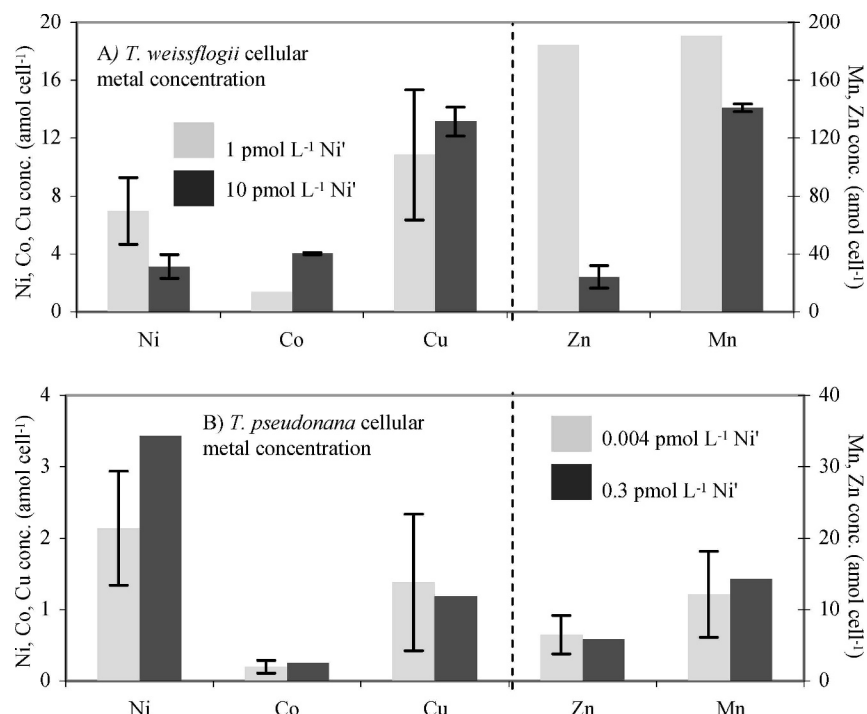 A) T. weissflogii cellular
metal concentration
1 pmol L⁻¹ Ni'
10 pmol L⁻¹ Ni'
Ni, Co, Cu conc. (amol cell⁻¹)
20
16
12
8
4
0
Mn, Zn conc. (amol cell⁻¹)
200
160
120
80
40
0
Ni Co Cu Zn Mn
B) T. pseudonana cellular
metal concentration
0.004 pmol L⁻¹ Ni'
0.3 pmol L⁻¹ Ni'
Ni, Co, Cu conc. (amol cell⁻¹)
4
3
2
1
0
Mn, Zn conc. (amol cell⁻¹)
40
30
20
10
0
Ni Co Cu Zn Mn